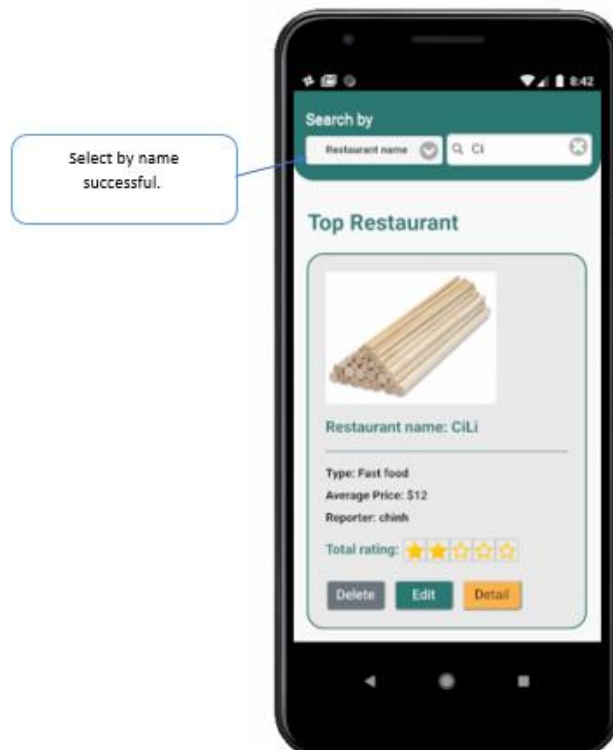 8:42
Search by
Select by name
successful.
Restaurant name
Ci
Top Restaurant
Restaurant name: CiLi
Type: Fast food
Average Price: $12
Reporter: chinh
Total rating:
Delete Edit Detail